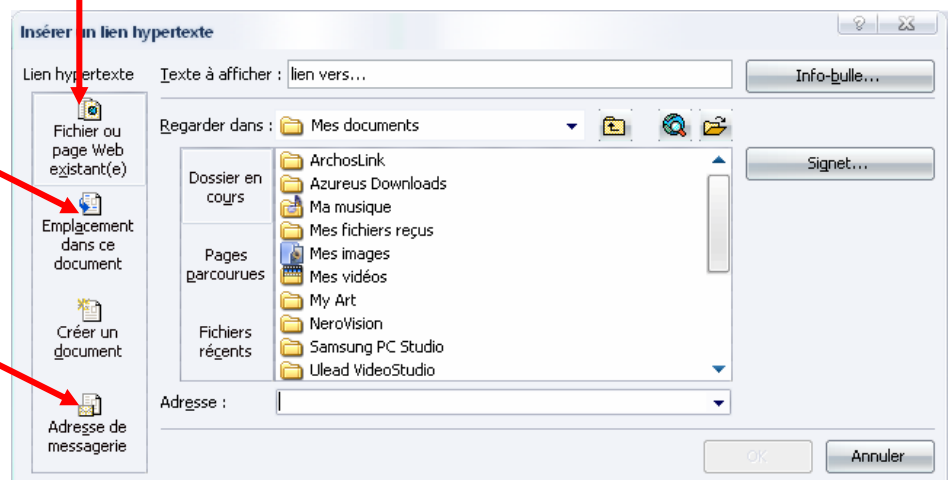 Insérer un lien hypertexte
Lien hypertexte
Texte à afficher : lien vers...
Info-bulle...
Fichier ou
page Web
existant(e)
Emplacement
dans ce
document
Créer un
document
Adresse de
messagerie
Regarder dans : Mes documents
Signet...
Dossier en
cours
Pages
parcourues
Fichiers
récents
ArchosLink
Azureus Downloads
Ma musique
Mes fichiers reçus
Mes images
Mes vidéos
My Art
NeroVision
Samsung PC Studio
Ulead VideoStudio
Adresse :
OK
Annuler